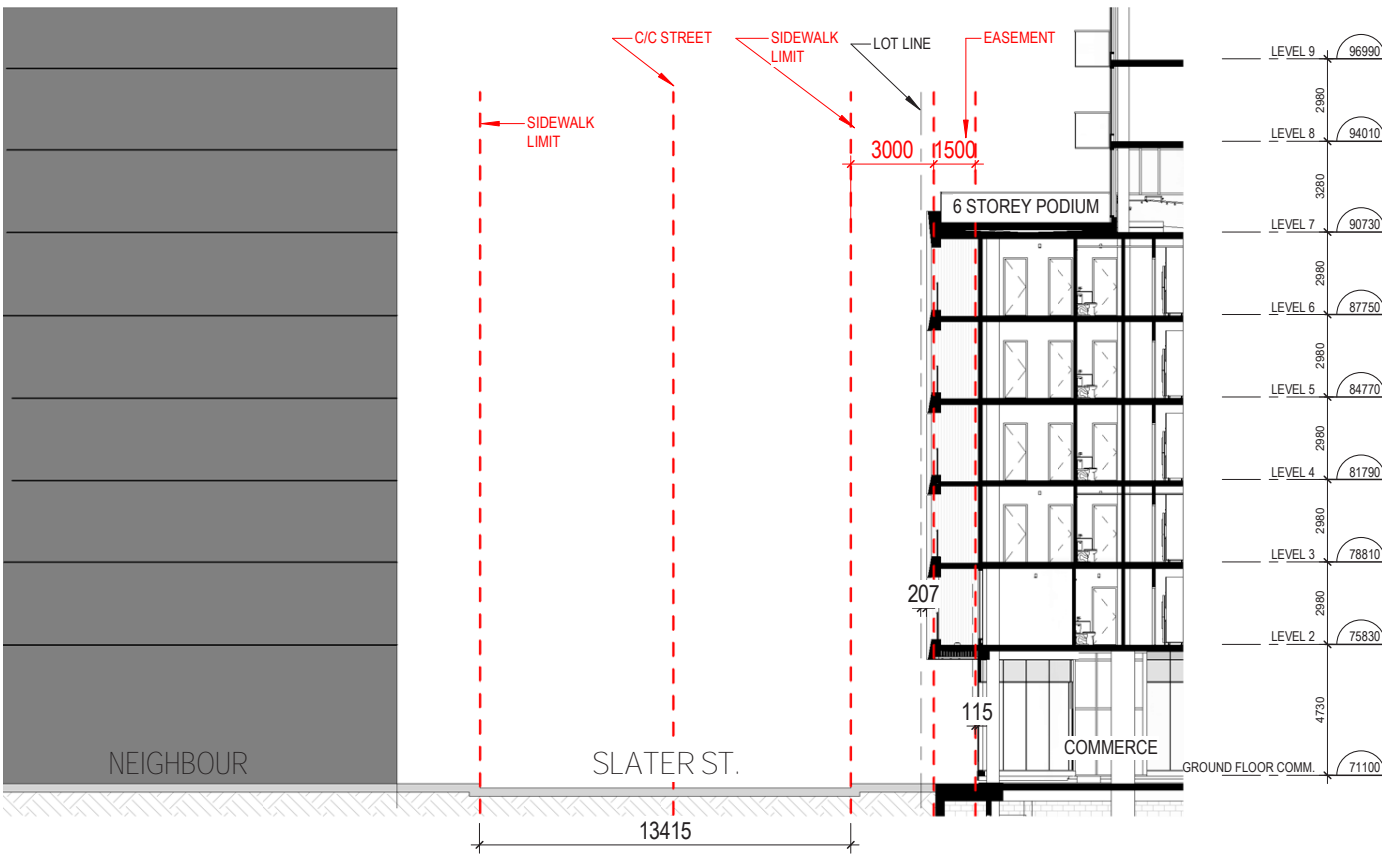 C/C STREET
SIDEWALK
LIMIT
LOT LINE
EASEMENT
SIDEWALK
LIMIT
3000
1500
6 STOREY PODIUM
LEVEL 9
96990
2980
LEVEL 8
94010
3280
LEVEL 7
90730
2980
LEVEL 6
87750
2980
LEVEL 5
84770
2980
LEVEL 4
81790
2980
LEVEL 3
78810
207
2980
LEVEL 2
75830
4730
115
COMMERCE
NEIGHBOUR
SLATER ST.
GROUND FLOOR COMM.
71100
13415